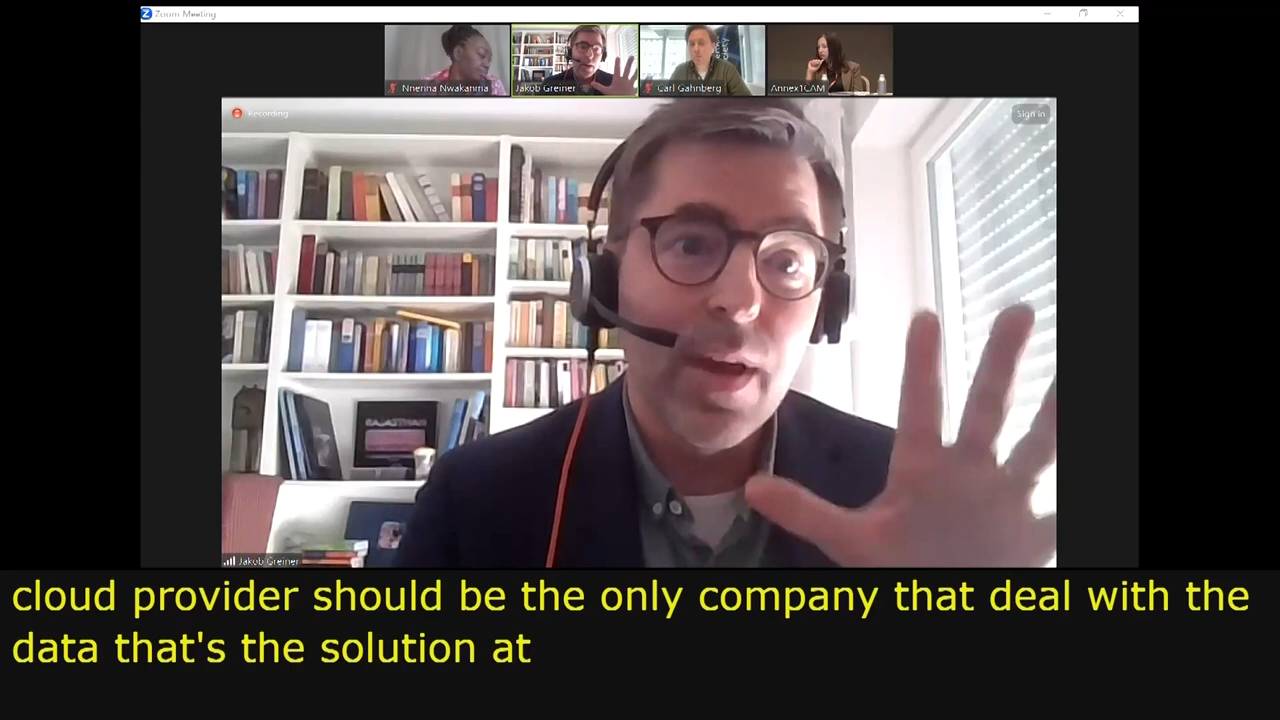 Zoom Meeting
Nnenna Nwakanma
Jakob Greiner
Carl Gahnberg
Annex1CAM
Recording
Sign in
RAJASTHAN
Jakob Greiner
cloud provider should be the only company that deal with the
data that's the solution at